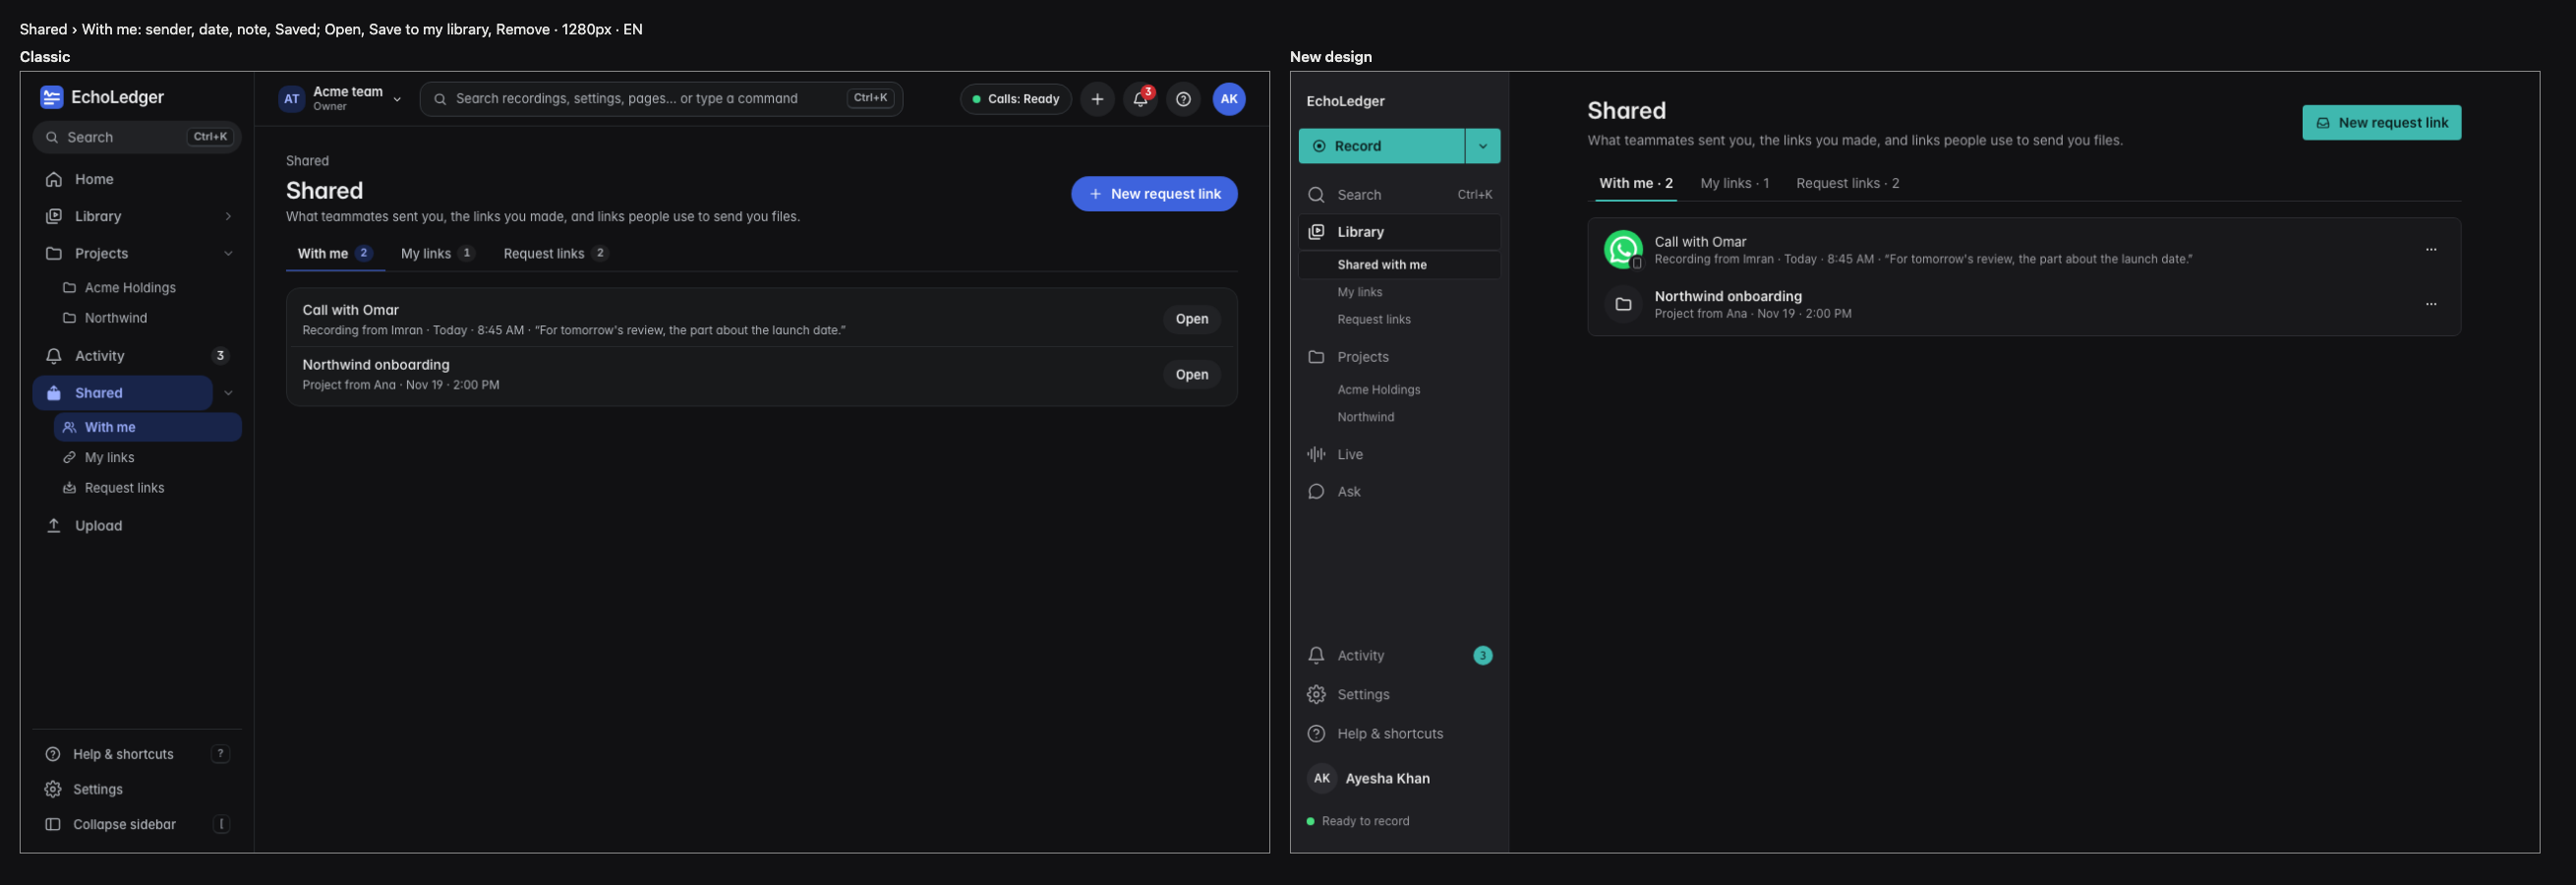 Shared › With me: sender, date, note, Saved; Open, Save to my library, Remove · 1280px · EN
Classic
EchoLedger
Search Ctrl+K
Home
Library
Projects
Acme Holdings
Northwind
Activity 3
Shared
With me
My links
Request links
Upload
Help & shortcuts ?
Settings
Collapse sidebar [
AT Acme team
Owner
Search recordings, settings, pages... or type a command Ctrl+K
Calls: Ready
3
AK
Shared
Shared
What teammates sent you, the links you made, and links people use to send you files.
+ New request link
With me 2 My links 1 Request links 2
Call with Omar
Recording from Imran · Today · 8:45 AM · “For tomorrow's review, the part about the launch date.”
Open
Northwind onboarding
Project from Ana · Nov 19 · 2:00 PM
Open
New design
EchoLedger
Record
Search Ctrl+K
Library
Shared with me
My links
Request links
Projects
Acme Holdings
Northwind
Live
Ask
Activity 3
Settings
Help & shortcuts
AK Ayesha Khan
Ready to record
Shared
What teammates sent you, the links you made, and links people use to send you files.
New request link
With me · 2 My links · 1 Request links · 2
Call with Omar
Recording from Imran · Today · 8:45 AM · “For tomorrow's review, the part about the launch date.”
...
Northwind onboarding
Project from Ana · Nov 19 · 2:00 PM
...